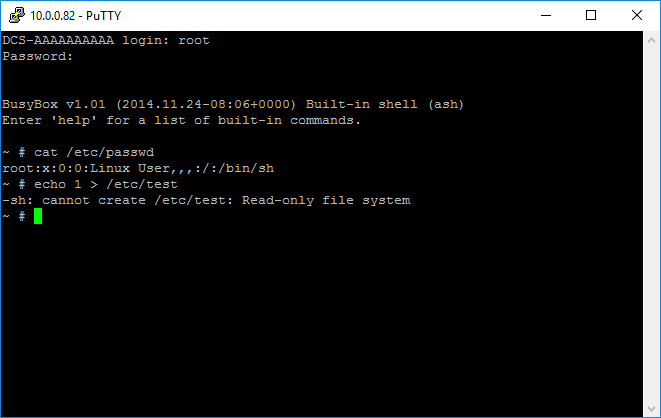 10.0.0.82 - PuTTY
DCS-AAAAAAAAAA login: root
Password:
BusyBox v1.01 (2014.11.24-08:06+0000) Built-in shell (ash)
Enter 'help' for a list of built-in commands.
~ # cat /etc/passwd
root:x:0:0:Linux User,,,:/:/bin/sh
~ # echo 1 > /etc/test
-sh: cannot create /etc/test: Read-only file system
~ #